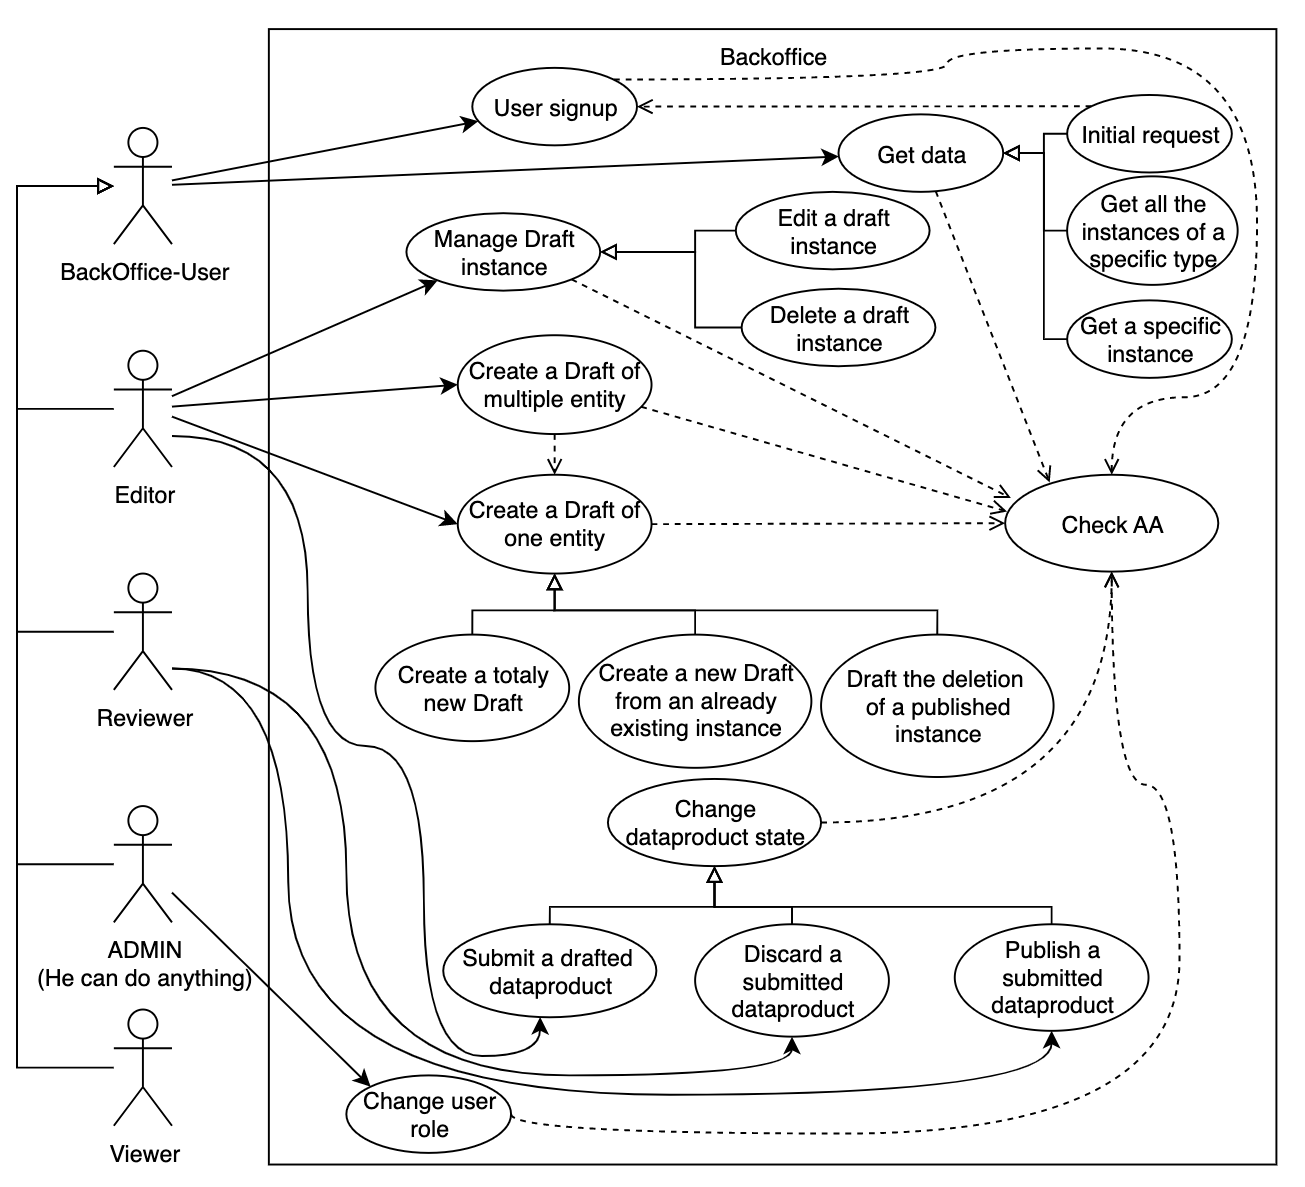 Backoffice
User signup
Initial request
Get data
Get all the
instances of a
specific type
Get a specific
instance
Edit a draft
instance
Manage Draft
instance
Delete a draft
instance
BackOffice-User
Create a Draft of
multiple entity
Editor
Create a Draft of
one entity
Check AA
Create a totaly
new Draft
Create a new Draft
from an already
existing instance
Draft the deletion
of a published
instance
Reviewer
Change
dataproduct state
ADMIN
(He can do anything)
Submit a drafted
dataproduct
Discard a
submitted
dataproduct
Publish a
submitted
dataproduct
Change user
role
Viewer